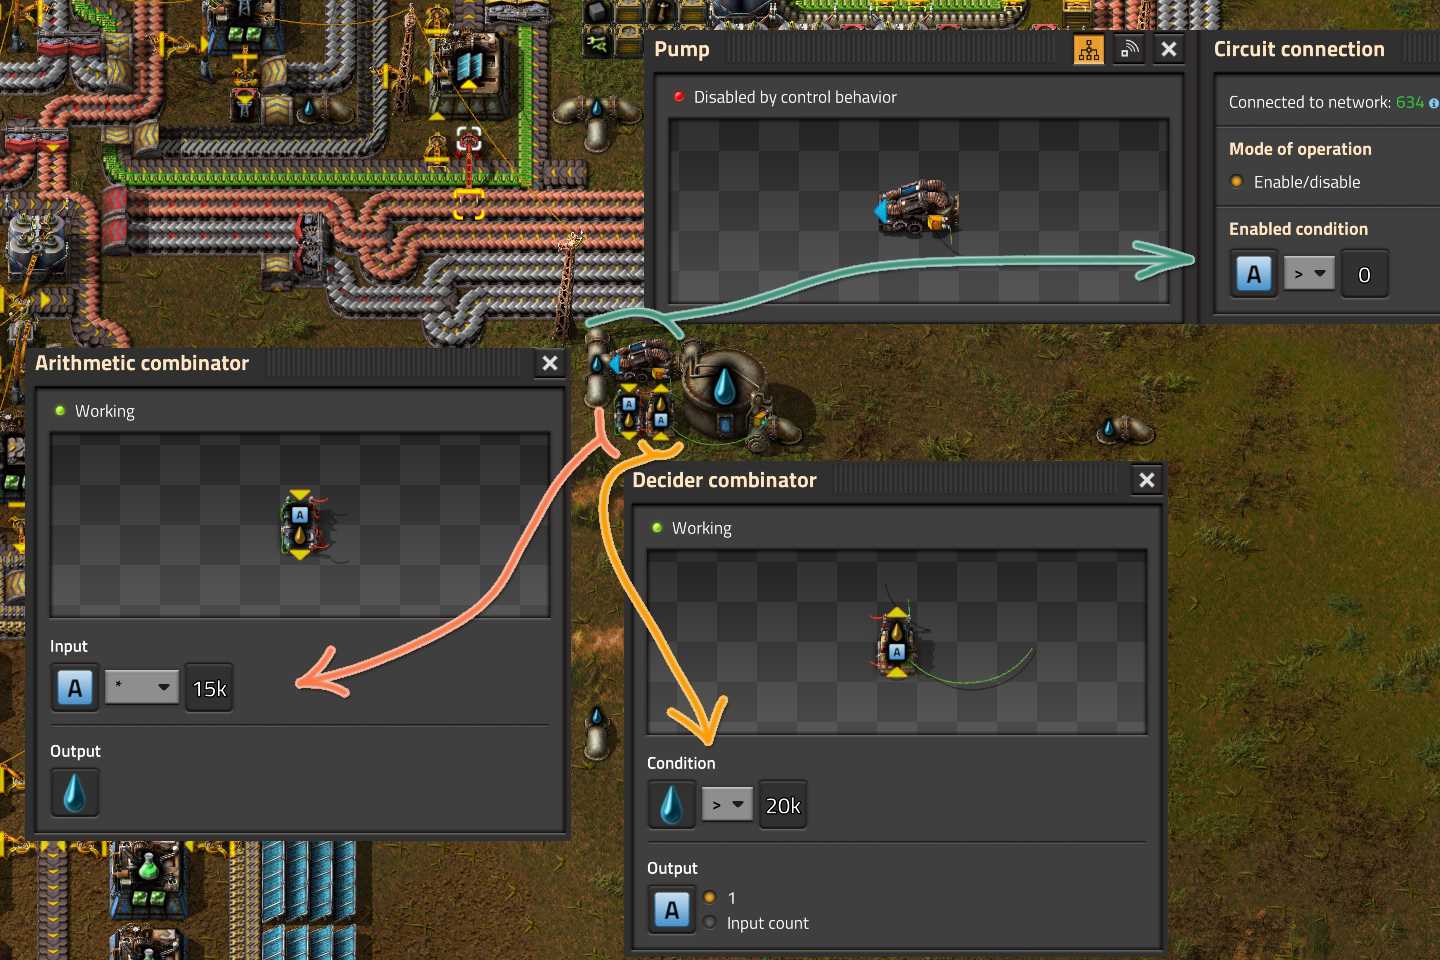 Pump
Disabled by control behavior
Circuit connection
Connected to network: 634
Mode of operation
Enable/disable
Enabled condition
A > 0
Arithmetic combinator
Working
A
Input
A * 15k
Output
A
A
Decider combinator
Working
A
Condition
> 20k
Output
A
1
Input count